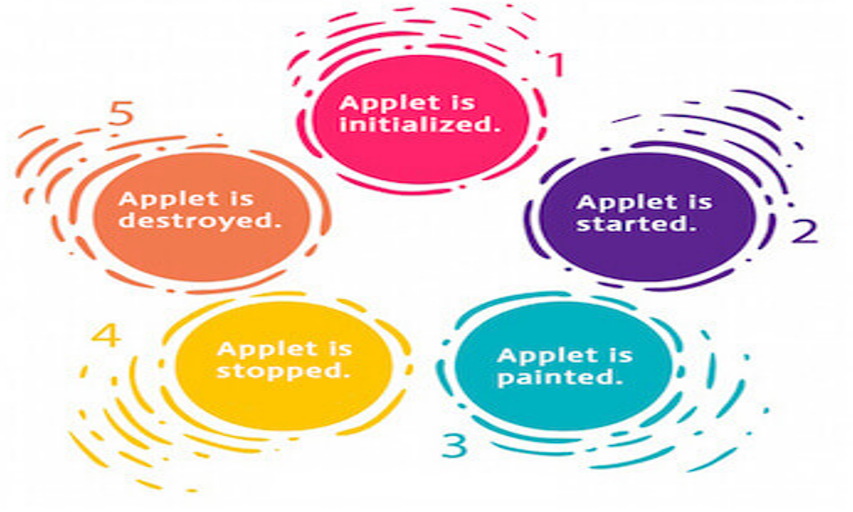 1
Applet is
initialized.
2
Applet is
started.
3
Applet is
painted.
4
Applet is
stopped.
5
Applet is
destroyed.